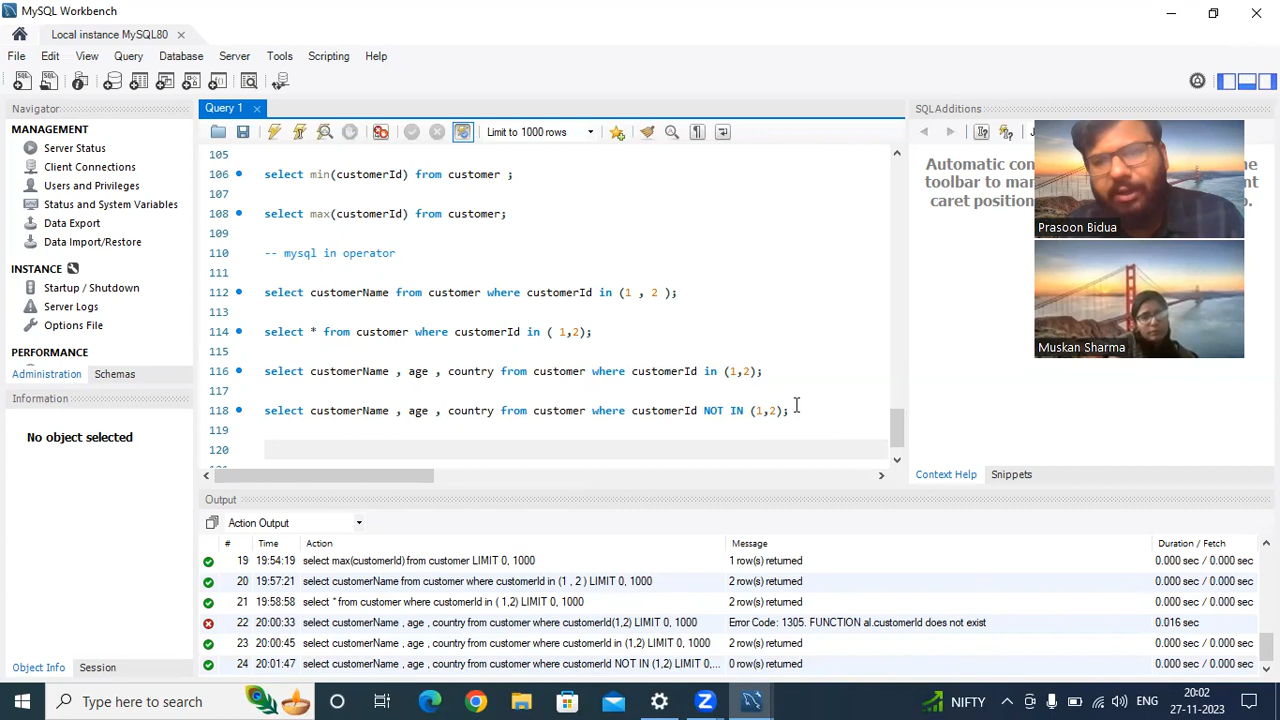 MySQL Workbench
Local instance MySQL80
File Edit View Query Database Server Tools Scripting Help
Navigator
MANAGEMENT
Server Status
Client Connections
Users and Privileges
Status and System Variables
Data Export
Data Import/Restore
INSTANCE
Startup / Shutdown
Server Logs
Options File
PERFORMANCE
Administration Schemas
Information
No object selected
Object Info Session
Query 1
Limit to 1000 rows
105
106 select min(customerId) from customer ;
107
108 select max(customerId) from customer;
109
110 -- mysql in operator
111
112 select customerName from customer where customerId in (1 , 2 );
113
114 select * from customer where customerId in ( 1,2);
115
116 select customerName , age , country from customer where customerId in (1,2);
117
118 select customerName , age , country from customer where customerId NOT IN (1,2);
119
120
SQLAdditions
Automatic
toolbar to
caret
Prasoon Bidua
Muskan Sharma
Context Help Snippets
Output
Action Output
# Time Action Message Duration / Fetch
19 19:54:19 select max(customerId) from customer LIMIT 0, 1000 1 row(s) returned 0.000 sec / 0.000 sec
20 19:57:21 select customerName from customer where customerId in (1 , 2 ) LIMIT 0, 1000 2 row(s) returned 0.000 sec / 0.000 sec
21 19:58:58 select * from customer where customerId in ( 1,2) LIMIT 0, 1000 2 row(s) returned 0.000 sec / 0.000 sec
22 20:00:33 select customerName , age , country from customer where customerId(1,2) LIMIT 0, 1000 Error Code: 1305. FUNCTION al.customerId does not exist 0.016 sec
23 20:00:45 select customerName , age , country from customer where customerId in (1,2) LIMIT 0, 1000 2 row(s) returned 0.000 sec / 0.000 sec
24 20:01:47 select customerName , age , country from customer where customerId NOT IN (1,2) LIMIT 0,... 0 row(s) returned 0.000 sec / 0.000 sec
Type here to search
NIFTY
ENG
20:02
27-11-2023